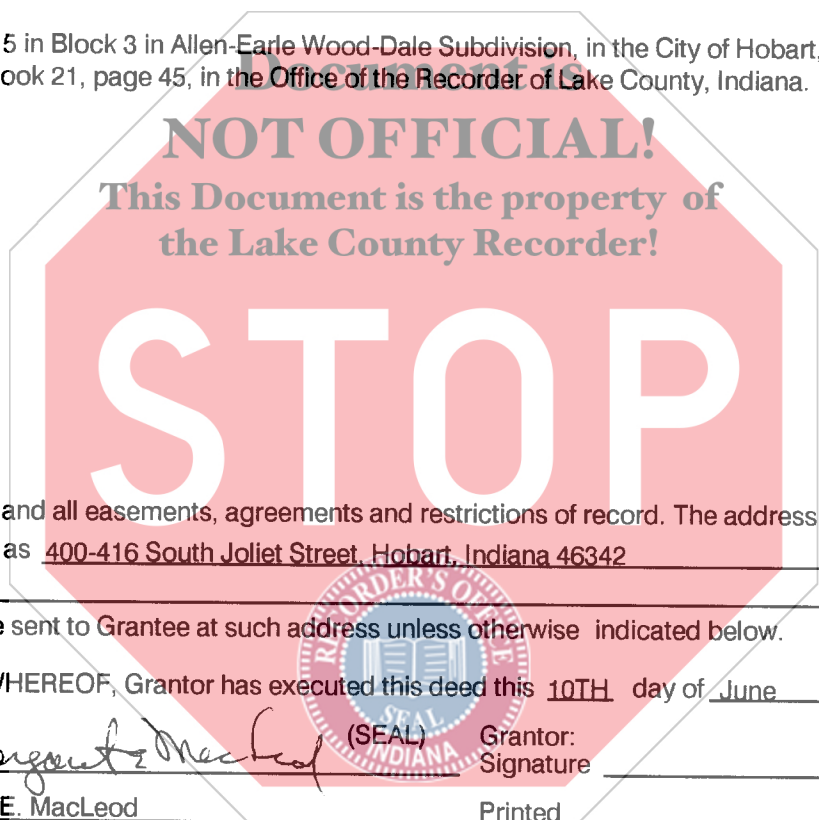 5 in Block 3 in Allen-Earle Wood-Dale Subdivision, in the City of Hobart,
ook 21, page 45, in the Office of the Recorder of Lake County, Indiana.
Document is
NOT OFFICIAL!
This Document is the property of
the Lake County Recorder!
STOP
and all easements, agreements and restrictions of record. The address
as 400-416 South Joliet Street, Hobart, Indiana 46342
RECORDER'S OFFICE
e sent to Grantee at such address unless otherwise indicated below.
WHEREOF, Grantor has executed this deed this 10TH day of June
SEAL
INDIANA
(SEAL) Grantor:
rgaret E MacLeod Signature
E. MacLeod Printed